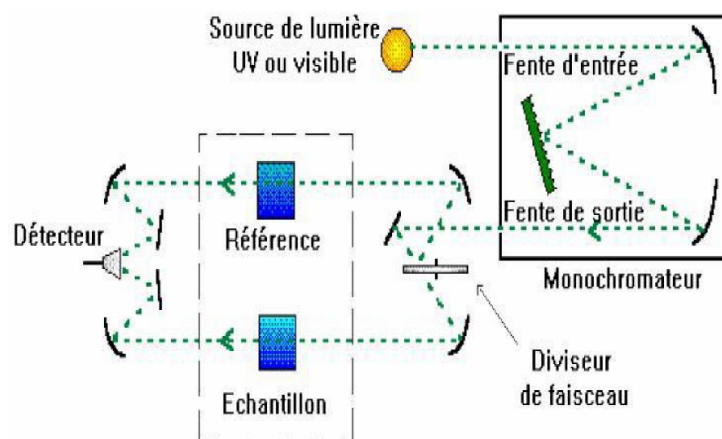 Source de lumière
UV ou visible
Fente d'entrée
Fente de sortie
Monochromateur
Détecteur
Référence
Echantillon
Diviseur
de faisceau